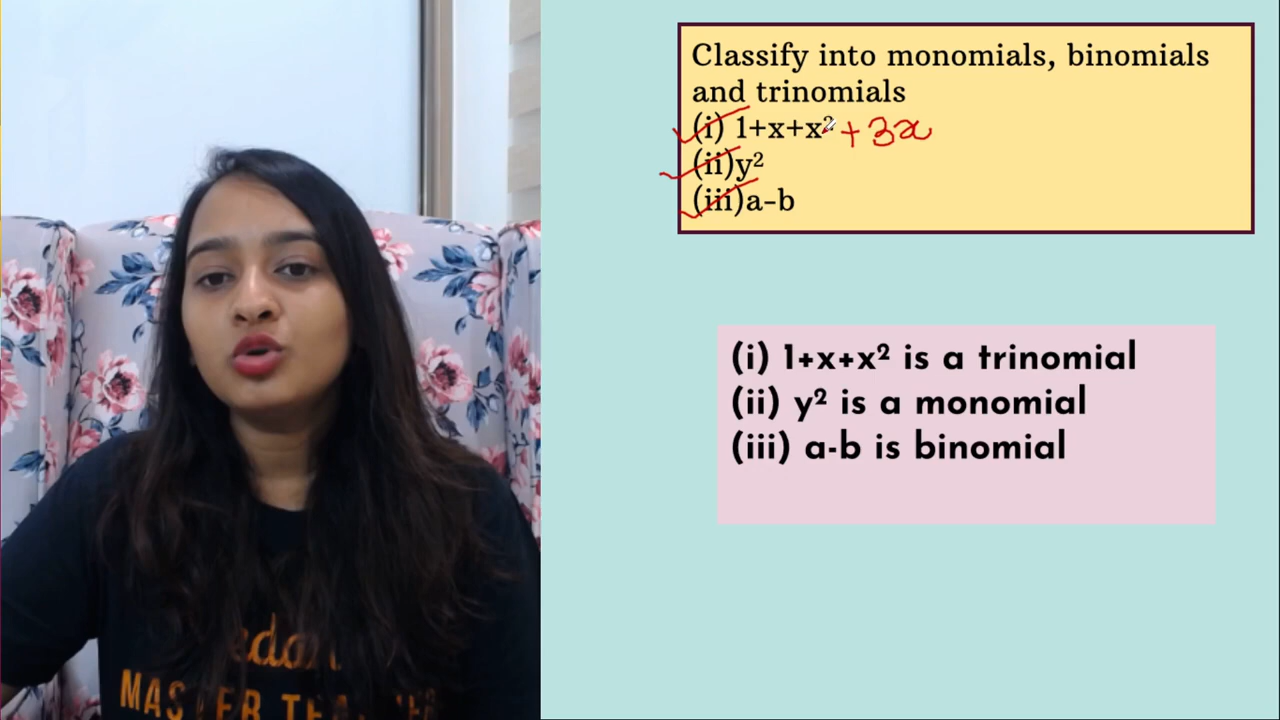 Classify into monomials, binomials
and trinomials
(i) 1+x+x² + 3x
(ii)y²
(iii)a-b
(i) 1+x+x² is a trinomial
(ii) y² is a monomial
(iii) a-b is binomial
MASTER